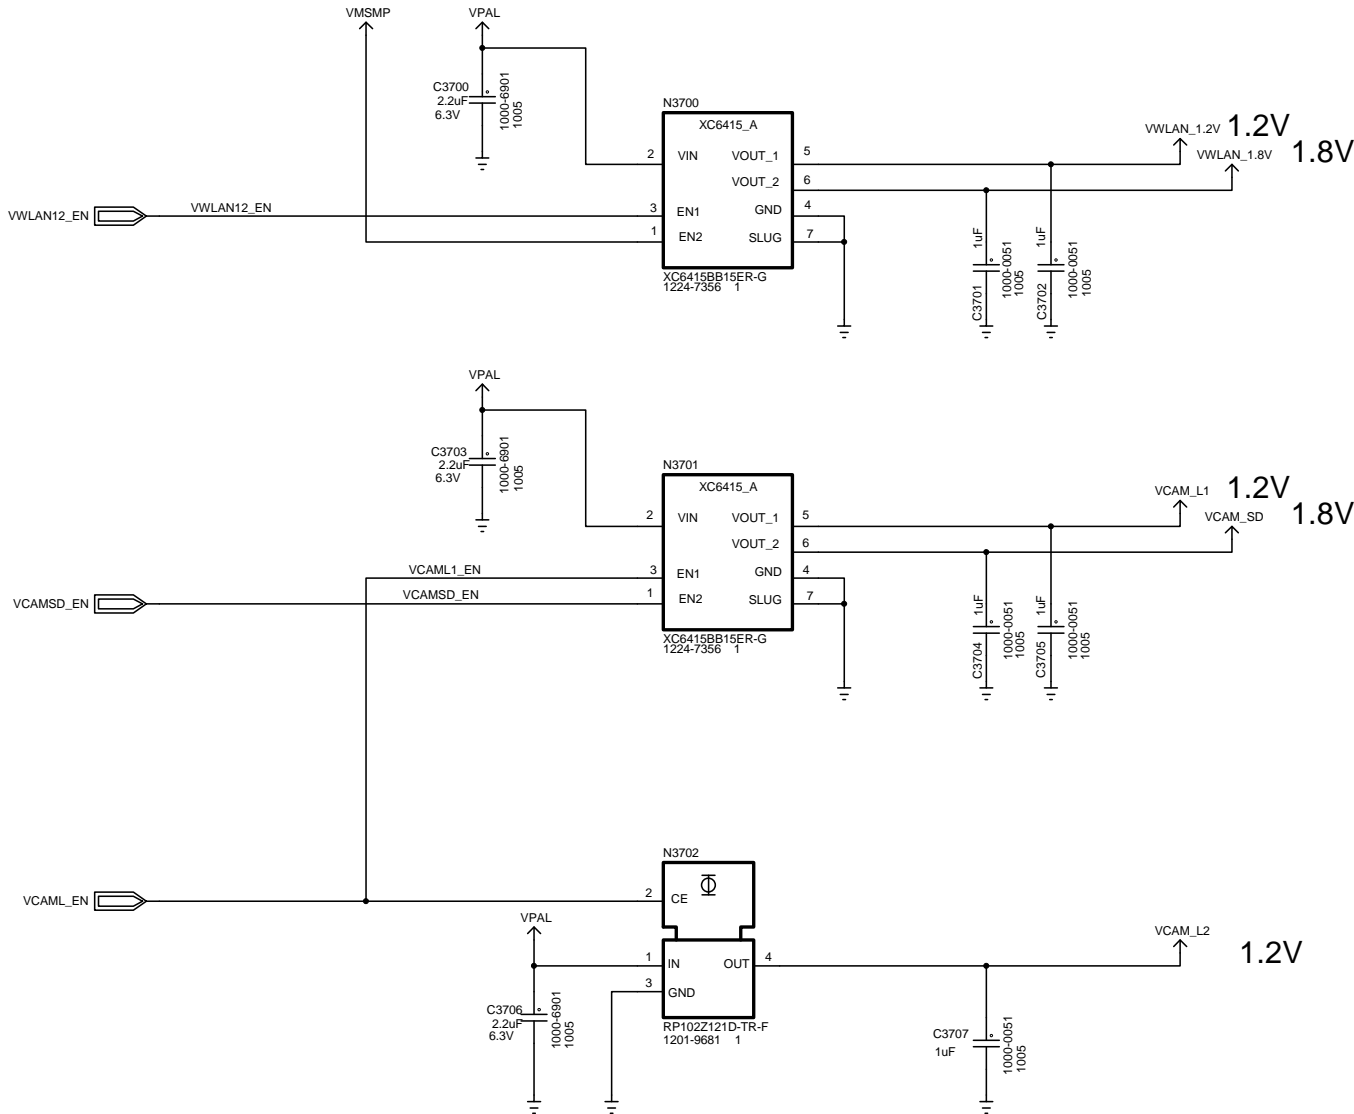 VMSMP
VPAL
C3700
2.2uF
6.3V
1000-6901
1005
N3700
XC6415_A
2 VIN VOUT_1 5
VOUT_2 6
3 EN1 GND 4
1 EN2 SLUG 7
XC6415BB15ER-G
1224-7356 1
VWLAN12_EN
VWLAN12_EN
VWLAN_1.2V 1.2V
VWLAN_1.8V 1.8V
1uF
C3701
1000-0051
1005
1uF
C3702
1000-0051
1005
VPAL
C3703
2.2uF
6.3V
1000-6901
1005
N3701
XC6415_A
2 VIN VOUT_1 5
VOUT_2 6
3 EN1 GND 4
1 EN2 SLUG 7
XC6415BB15ER-G
1224-7356 1
VCAML1_EN
VCAMSD_EN
VCAMSD_EN
VCAM_L1 1.2V
VCAM_SD 1.8V
1uF
C3704
1000-0051
1005
1uF
C3705
1000-0051
1005
N3702
VCAML_EN
2 CE
VPAL
1 IN OUT 4
3 GND
RP102Z121D-TR-F
1201-9681 1
C3706
2.2uF
6.3V
1000-6901
1005
VCAM_L2 1.2V
C3707
1uF
1000-0051
1005